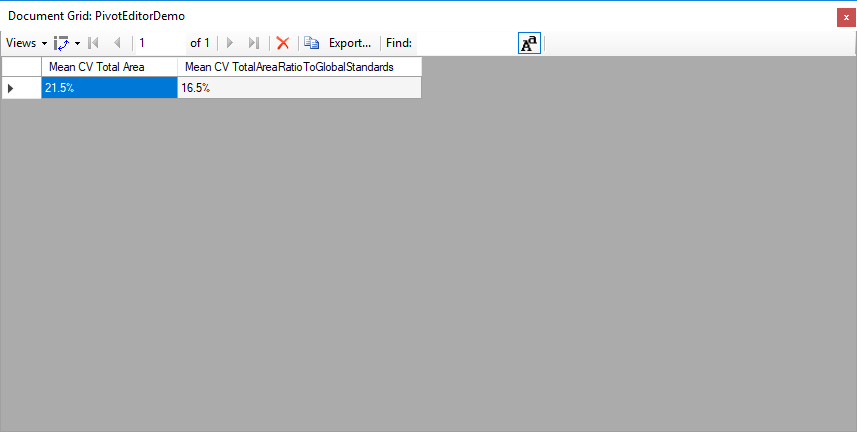 Document Grid: PivotEditorDemo
x
Views 1 of 1 Export... Find: Aa
Mean CV Total Area Mean CV TotalAreaRatioToGlobalStandards
21.5% 16.5%